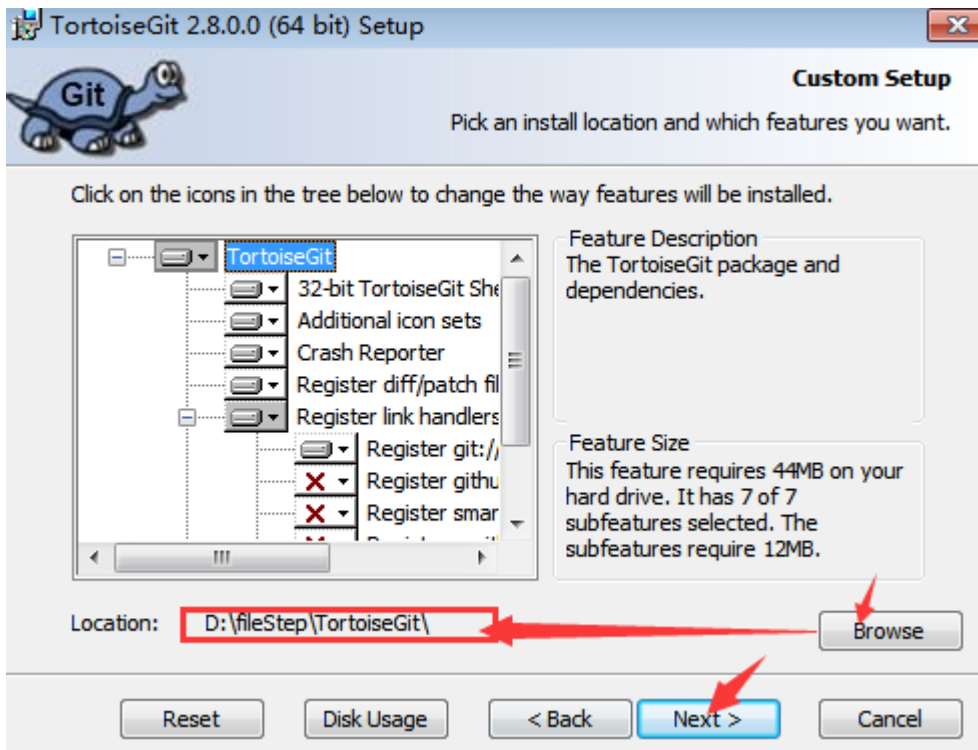 TortoiseGit 2.8.0.0 (64 bit) Setup
Git
Custom Setup
Pick an install location and which features you want.
Click on the icons in the tree below to change the way features will be installed.
TortoiseGit
32-bit TortoiseGit She
Additional icon sets
Crash Reporter
Register diff/patch fil
Register link handlers
Register git://
Register githu
Register smar
Feature Description
The TortoiseGit package and
dependencies.
Feature Size
This feature requires 44MB on your
hard drive. It has 7 of 7
subfeatures selected. The
subfeatures require 12MB.
Location: D:\fileStep\TortoiseGit\ Browse
Reset Disk Usage < Back Next > Cancel